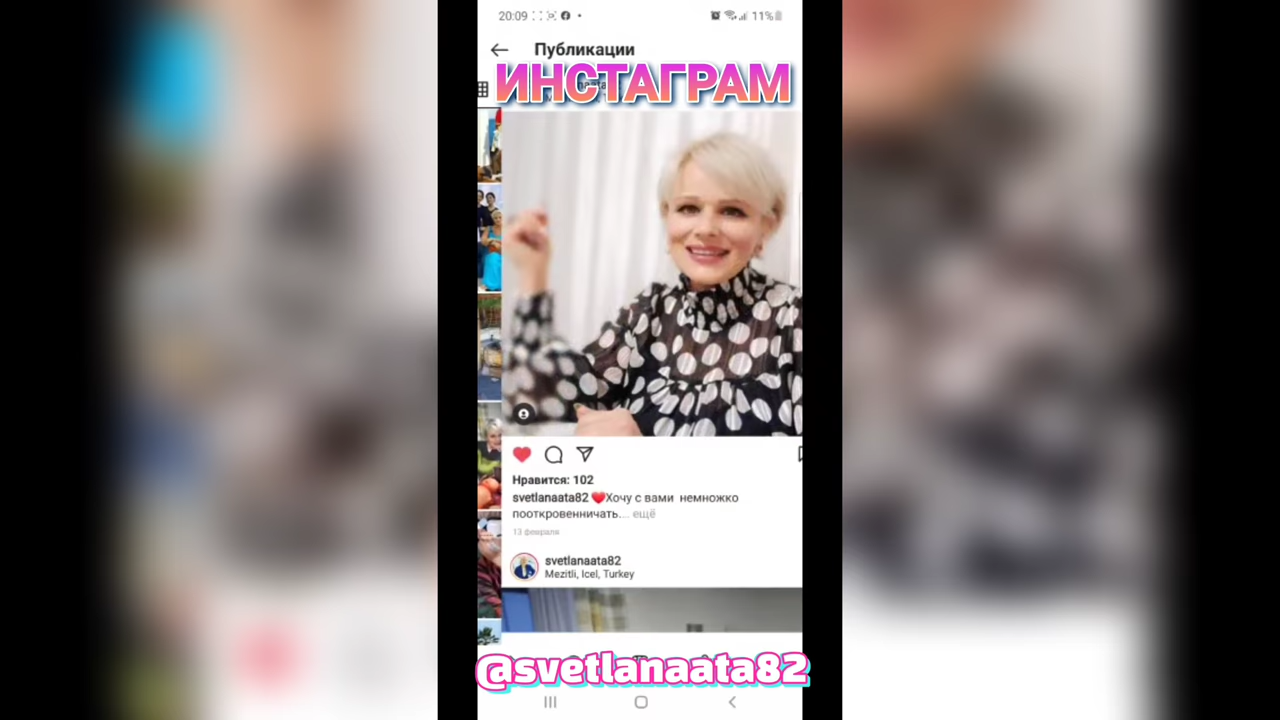 20:09
11%
Публикации
ИНСТАГРАМ
Нравится: 102
svetlanaata82 ❤Хочу с вами немножко
пооткровенничать... ещё
13 февраля
svetlanaata82
Mezitli, Icel, Turkey
@svetlanaata82